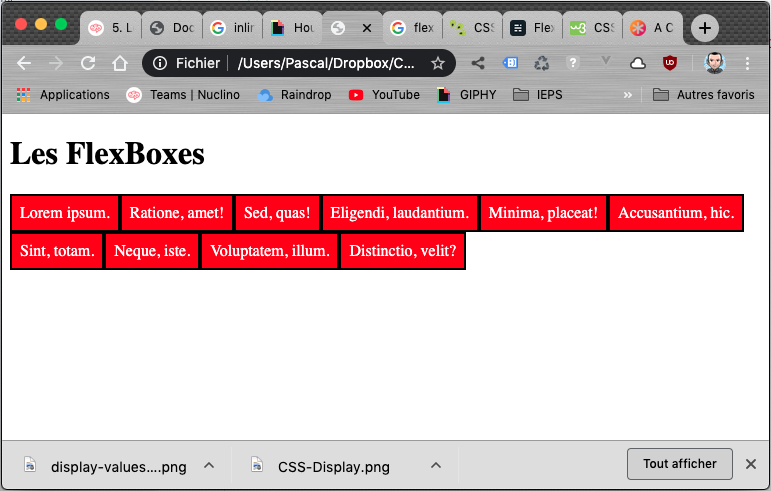 5. L
Doc
inlir
Hou
flex
CSS
Flex
CSS
A C
Fichier
/Users/Pascal/Dropbox/C...
Applications
Teams | Nuclino
Raindrop
YouTube
GIPHY
IEPS
»
Autres favoris
Les FlexBoxes
Lorem ipsum. Ratione, amet! Sed, quas! Eligendi, laudantium. Minima, placeat! Accusantium, hic.
Sint, totam. Neque, iste. Voluptatem, illum. Distinctio, velit?
display-values....png
CSS-Display.png
Tout afficher